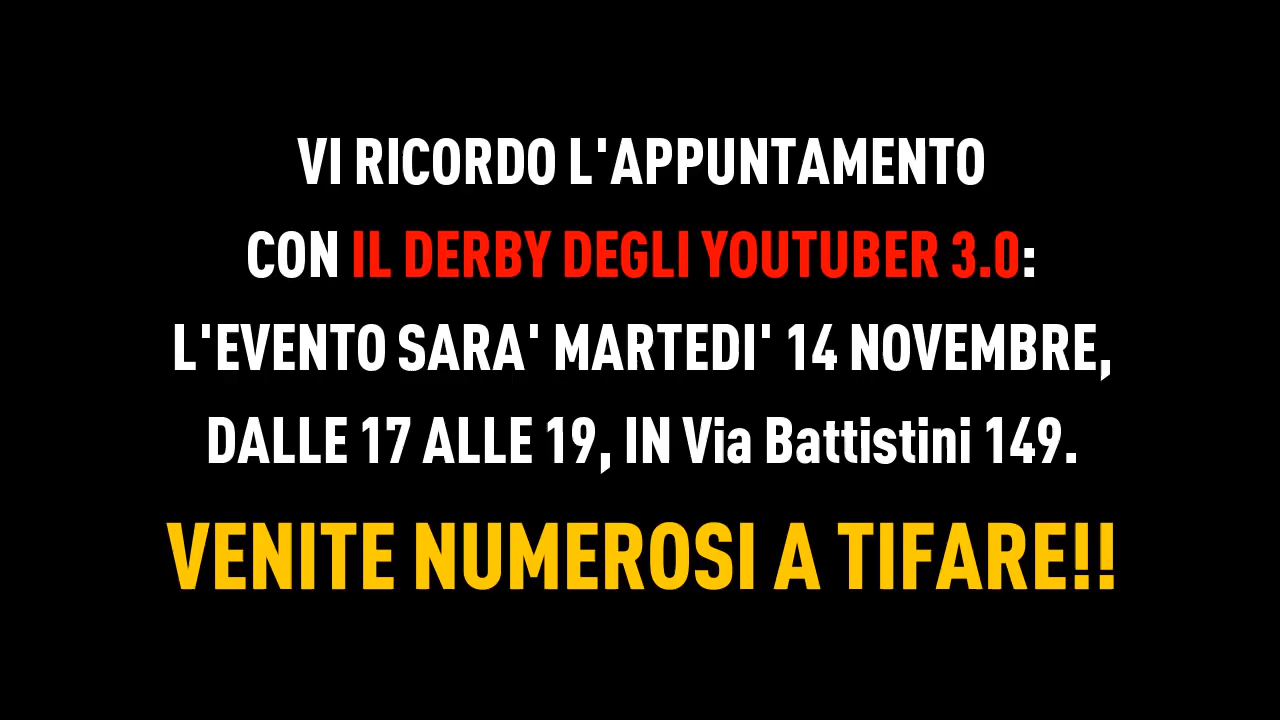 VI RICORDO L'APPUNTAMENTO
CON IL DERBY DEGLI YOUTUBER 3.0:
L'EVENTO SARA' MARTEDI' 14 NOVEMBRE,
DALLE 17 ALLE 19, IN Via Battistini 149.
VENITE NUMEROSI A TIFARE!!